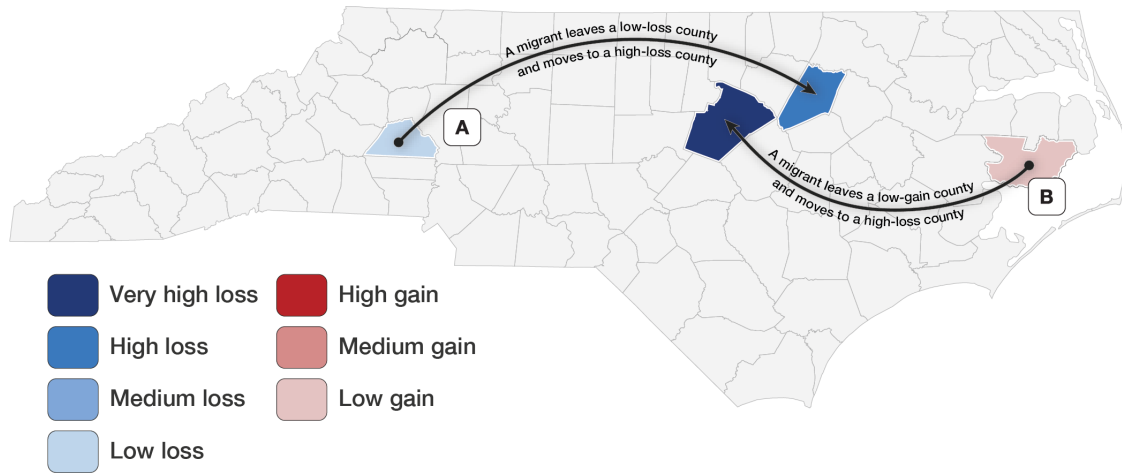 A migrant leaves a low-loss county
and moves to a high-loss county
A
A migrant leaves a low-gain county
and moves to a high-loss county
B
Very high loss
High gain
High loss
Medium gain
Medium loss
Low gain
Low loss